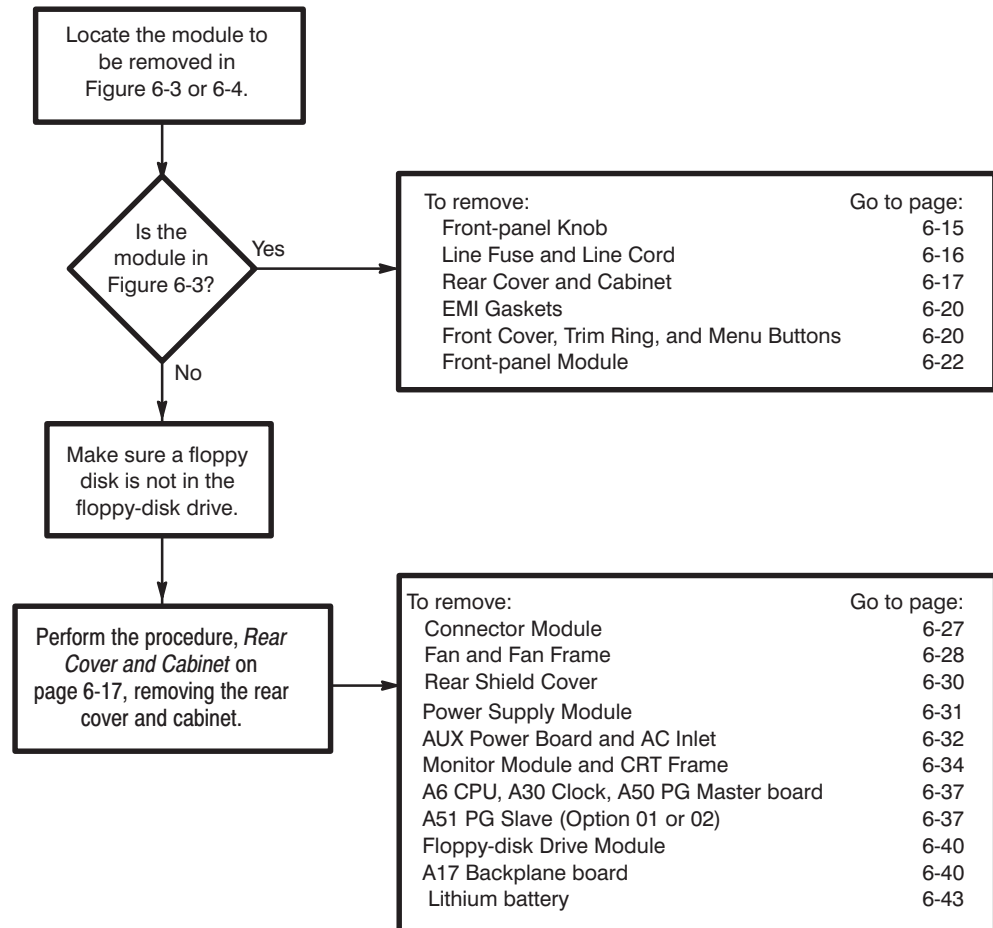 Locate the module to
be removed in
Figure 6-3 or 6-4.
Is the
module in
Figure 6-3?
Yes
No
To remove: Go to page:
Front-panel Knob 6-15
Line Fuse and Line Cord 6-16
Rear Cover and Cabinet 6-17
EMI Gaskets 6-20
Front Cover, Trim Ring, and Menu Buttons 6-20
Front-panel Module 6-22
Make sure a floppy
disk is not in the
floppy-disk drive.
Perform the procedure, Rear
Cover and Cabinet on
page 6-17, removing the rear
cover and cabinet.
To remove: Go to page:
Connector Module 6-27
Fan and Fan Frame 6-28
Rear Shield Cover 6-30
Power Supply Module 6-31
AUX Power Board and AC Inlet 6-32
Monitor Module and CRT Frame 6-34
A6 CPU, A30 Clock, A50 PG Master board 6-37
A51 PG Slave (Option 01 or 02) 6-37
Floppy-disk Drive Module 6-40
A17 Backplane board 6-40
Lithium battery 6-43